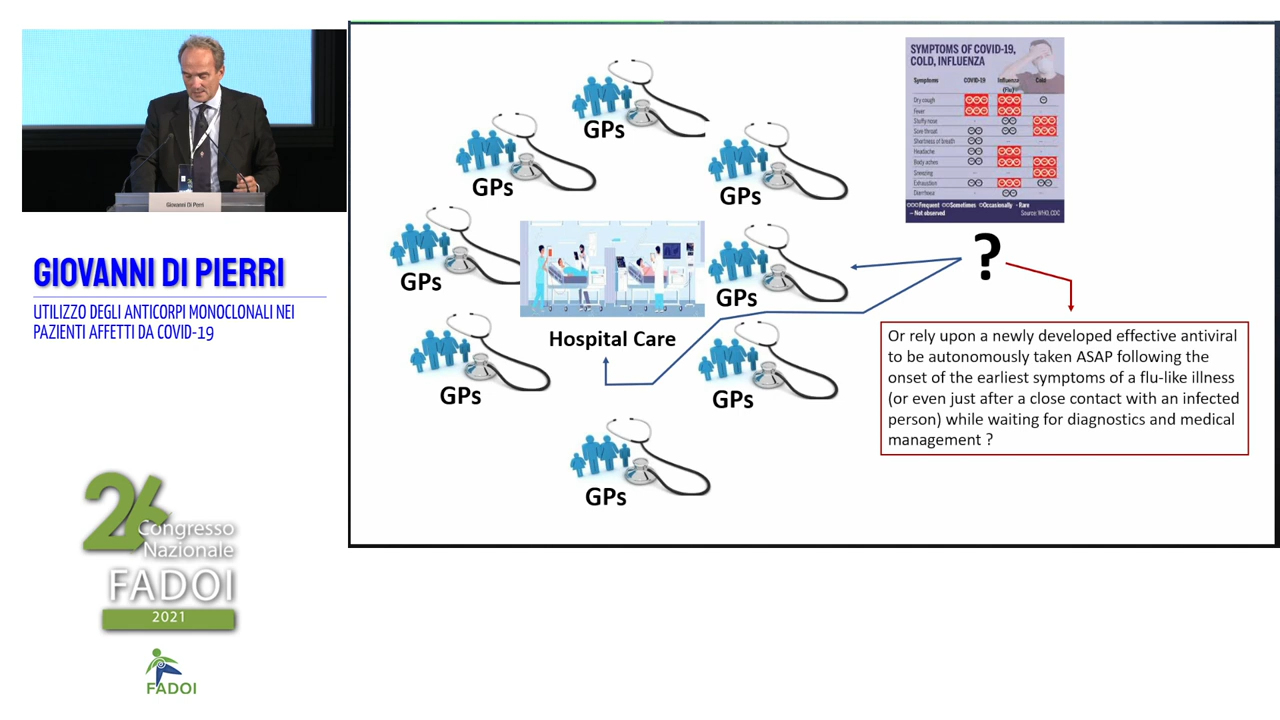 Giovanni Di Perri
GIOVANNI DI PIERRI
UTILIZZO DEGLI ANTICORPI MONOCLONALI NEI
PAZIENTI AFFETTI DA COVID-19
26
Congresso
Nazionale
FADOI
2021
FADOI
GPs
GPs
GPs
GPs
GPs
Hospital Care
GPs
GPs
GPs
SYMPTOMS OF COVID-19,
COLD, INFLUENZA
Symptoms COVID-19 Influenza (Flu) Cold
Dry cough
Fever
Stuffy nose
Sore throat
Shortness of breath
Headache
Body aches
Sneezing
Exhaustion
Diarrhoea
Frequent Sometimes Occasionally • Rare
– Not observed Source: WHO, CDC
?
Or rely upon a newly developed effective antiviral
to be autonomously taken ASAP following the
onset of the earliest symptoms of a flu-like illness
(or even just after a close contact with an infected
person) while waiting for diagnostics and medical
management ?